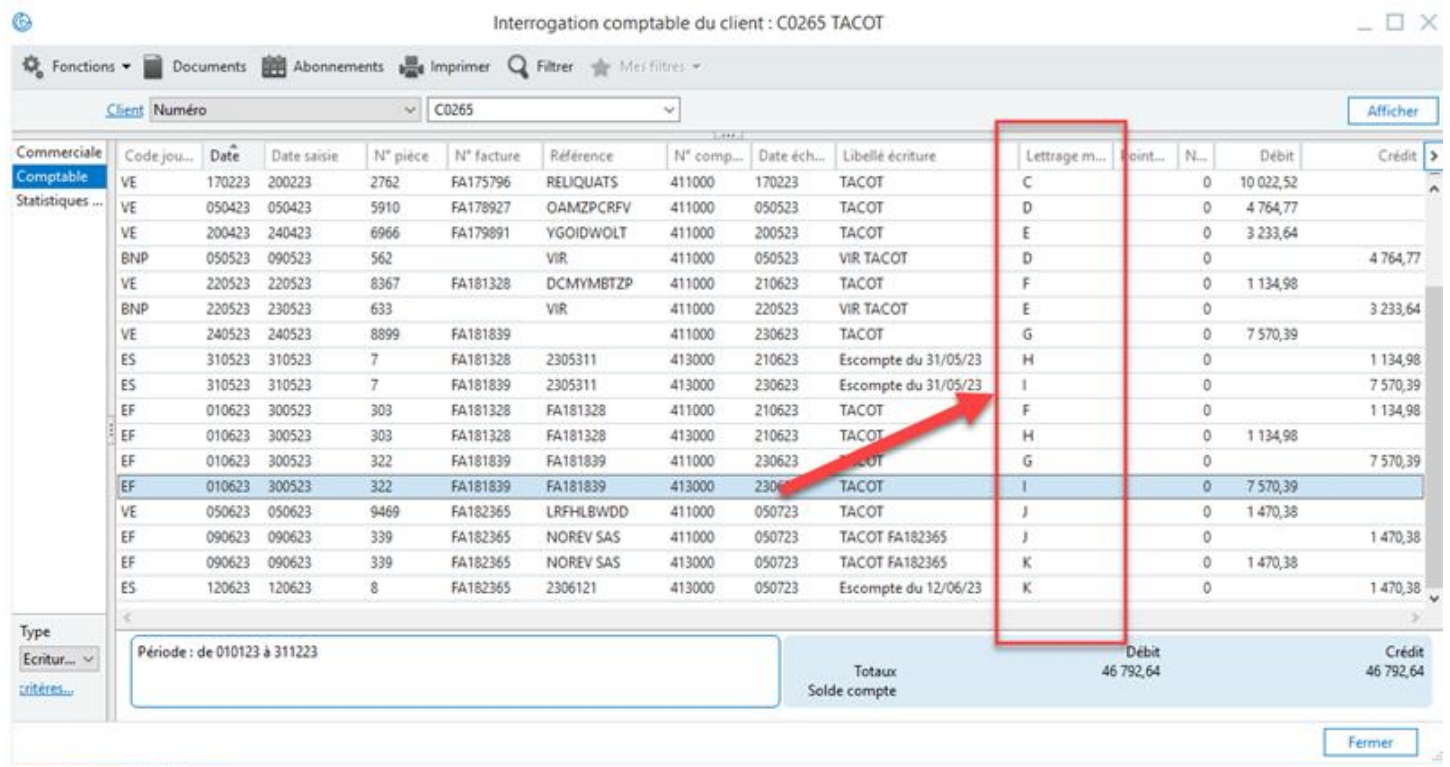 Interrogation comptable du client : C0265 TACOT
Fonctions Documents Abonnements Imprimer Filtrer Mes filtres
Client Numéro C0265 Afficher
Commerciale
Comptable
Statistiques ...
Code jou... Date Date saisie N° pièce N° facture Référence N° comp... Date éch... Libellé écriture Lettrage m... Point... N... Débit Crédit
VE 170223 200223 2762 FA175796 RELIQUATS 411000 170223 TACOT C 0 10 022,52
VE 050423 050423 5910 FA178927 OAMZPCRFV 411000 050523 TACOT D 0 4 764,77
VE 200423 240423 6966 FA179891 YGOIDWOLT 411000 200523 TACOT E 0 3 233,64
BNP 050523 090523 562 VIR 411000 050523 VIR TACOT D 0 4 764,77
VE 220523 220523 8367 FA181328 DCMYMBTZP 411000 210623 TACOT F 0 1 134,98
BNP 220523 230523 633 VIR 411000 220523 VIR TACOT E 0 3 233,64
VE 240523 240523 8899 FA181839 411000 230623 TACOT G 0 7 570,39
ES 310523 310523 7 FA181328 2305311 413000 210623 Escompte du 31/05/23 H 0 1 134,98
ES 310523 310523 7 FA181839 2305311 413000 230623 Escompte du 31/05/23 I 0 7 570,39
EF 010623 300523 303 FA181328 FA181328 411000 210623 TACOT F 0 1 134,98
EF 010623 300523 303 FA181328 FA181328 413000 210623 TACOT H 0 1 134,98
EF 010623 300523 322 FA181839 FA181839 411000 230623 TACOT G 0 7 570,39
EF 010623 300523 322 FA181839 FA181839 413000 TACOT I 0 7 570,39
VE 050623 050623 9469 FA182365 LRFHLBWDD 411000 050723 TACOT J 0 1 470,38
EF 090623 090623 339 FA182365 NOREV SAS 411000 050723 TACOT FA182365 J 0 1 470,38
EF 090623 090623 339 FA182365 NOREV SAS 413000 050723 TACOT FA182365 K 0 1 470,38
ES 120623 120623 8 FA182365 2306121 413000 050723 Escompte du 12/06/23 K 0 1 470,38
Type
Ecritur...
critères...
Période : de 010123 à 311223
Débit Crédit
Totaux 46 792,64 46 792,64
Solde compte
Fermer